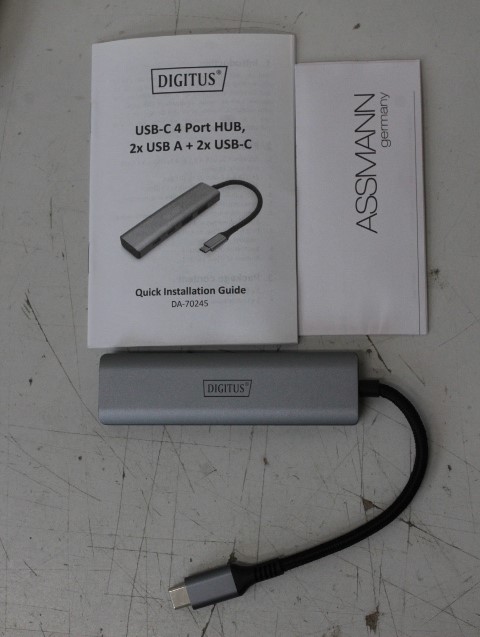 DIGITUS®
USB-C 4 Port HUB,
2x USB A + 2x USB-C
Quick Installation Guide
DA-70245
ASSMANN
germany
DIGITUS®